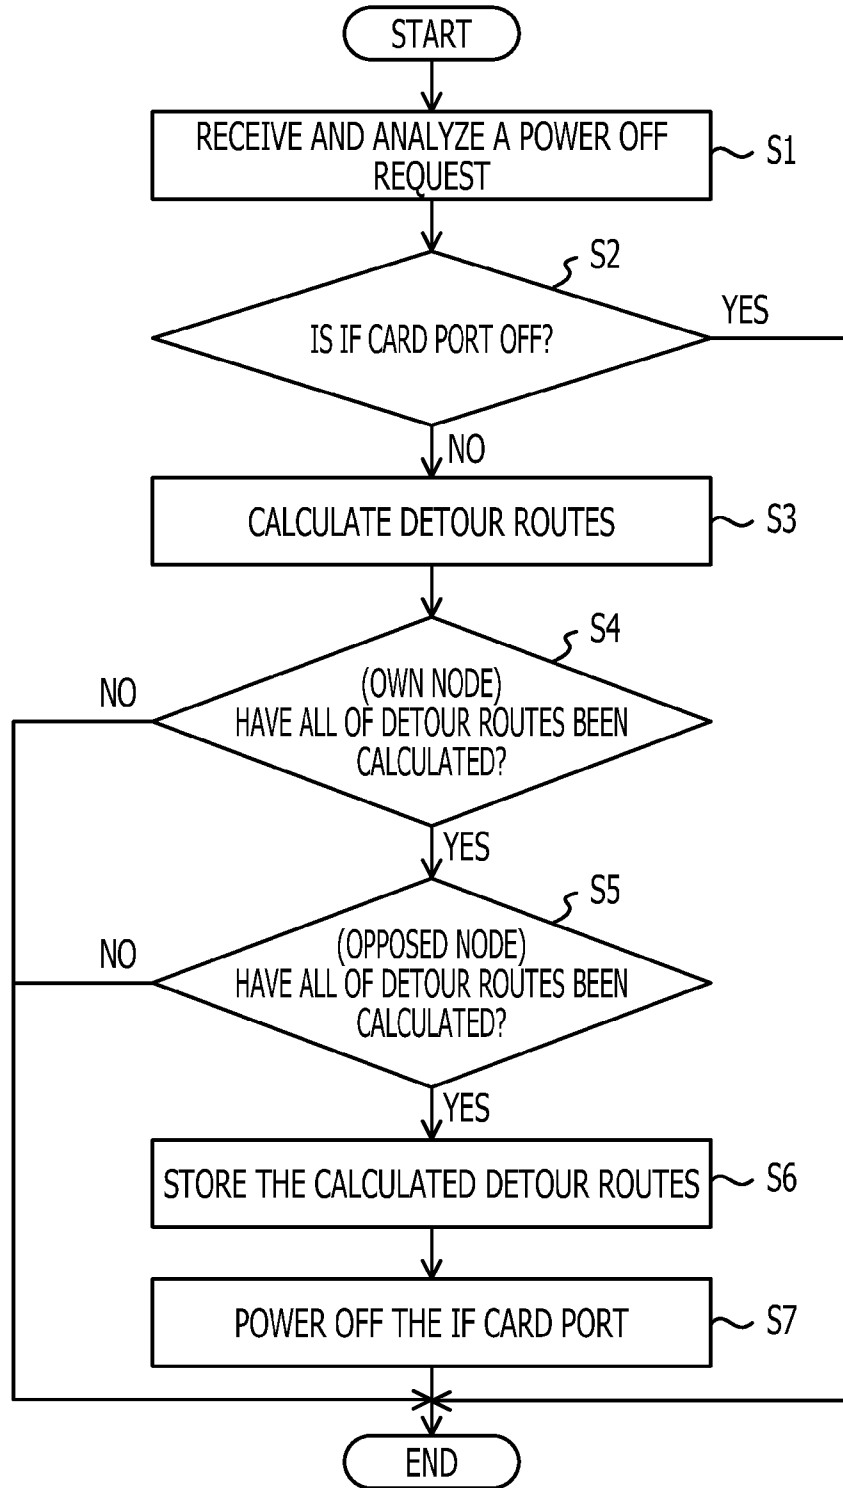 START
RECEIVE AND ANALYZE A POWER OFF
REQUEST
S1
S2
IS IF CARD PORT OFF?
YES
NO
CALCULATE DETOUR ROUTES
S3
S4
NO
(OWN NODE)
HAVE ALL OF DETOUR ROUTES BEEN
CALCULATED?
YES
S5
NO
(OPPOSED NODE)
HAVE ALL OF DETOUR ROUTES BEEN
CALCULATED?
YES
STORE THE CALCULATED DETOUR ROUTES
S6
POWER OFF THE IF CARD PORT
S7
END